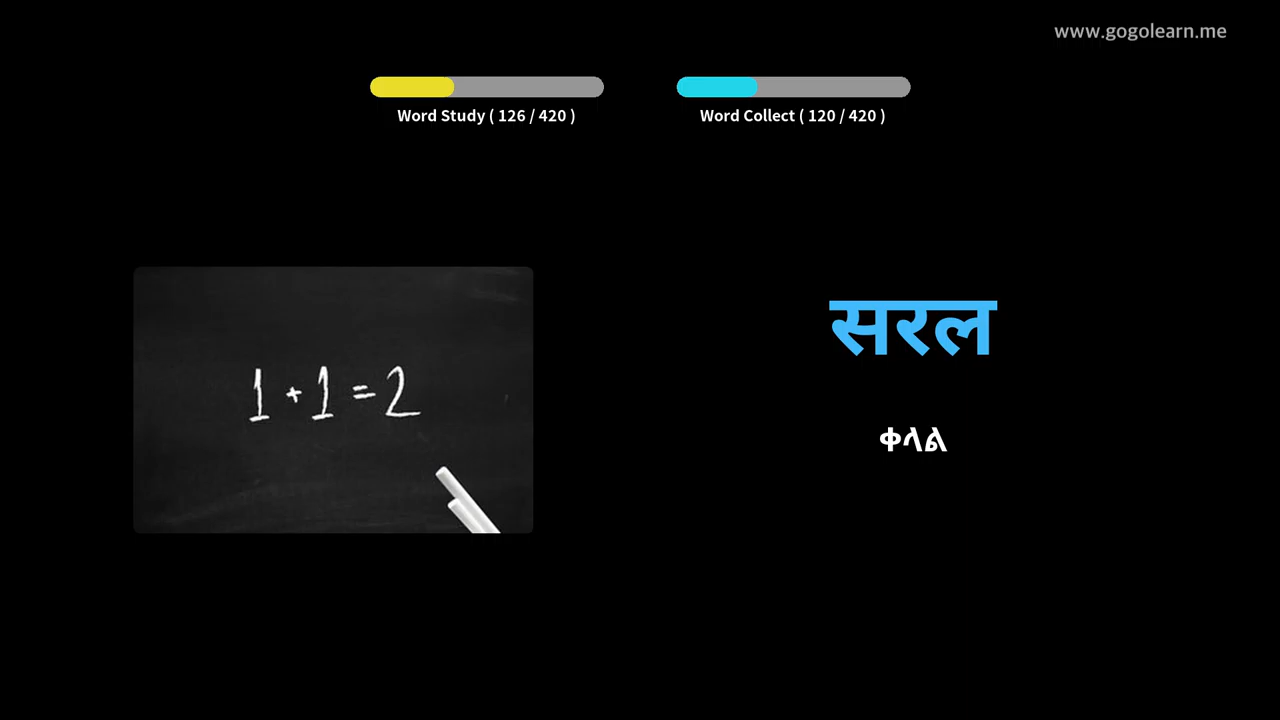 www.gogolearn.me
Word Study ( 126 / 420 )
Word Collect ( 120 / 420 )
1 + 1 = 2
सरल
ቀላል